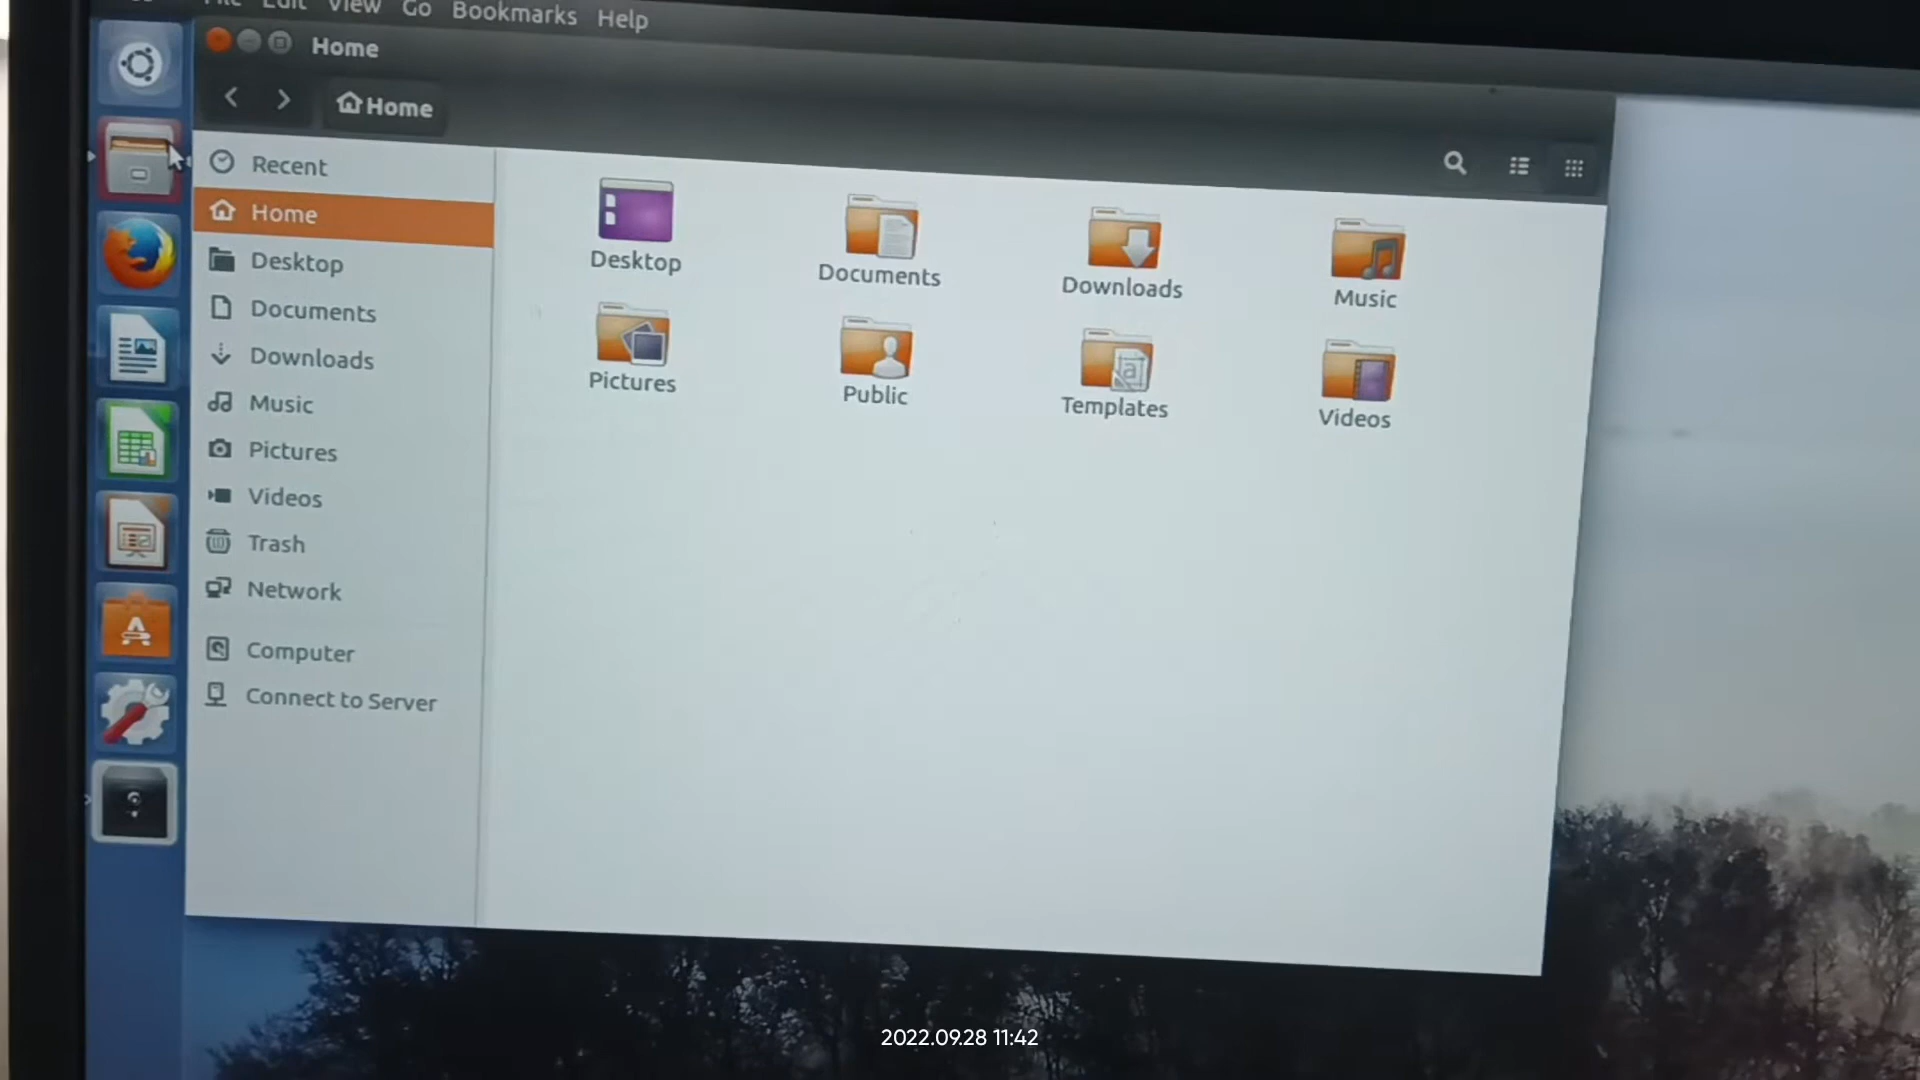 File Edit View Go Bookmarks Help
Home
Home
Recent
Home
Desktop
Documents
Downloads
Music
Pictures
Videos
Trash
Network
Computer
Connect to Server
Desktop
Documents
Downloads
Music
Pictures
Public
Templates
Videos
2022.09.28 11:42